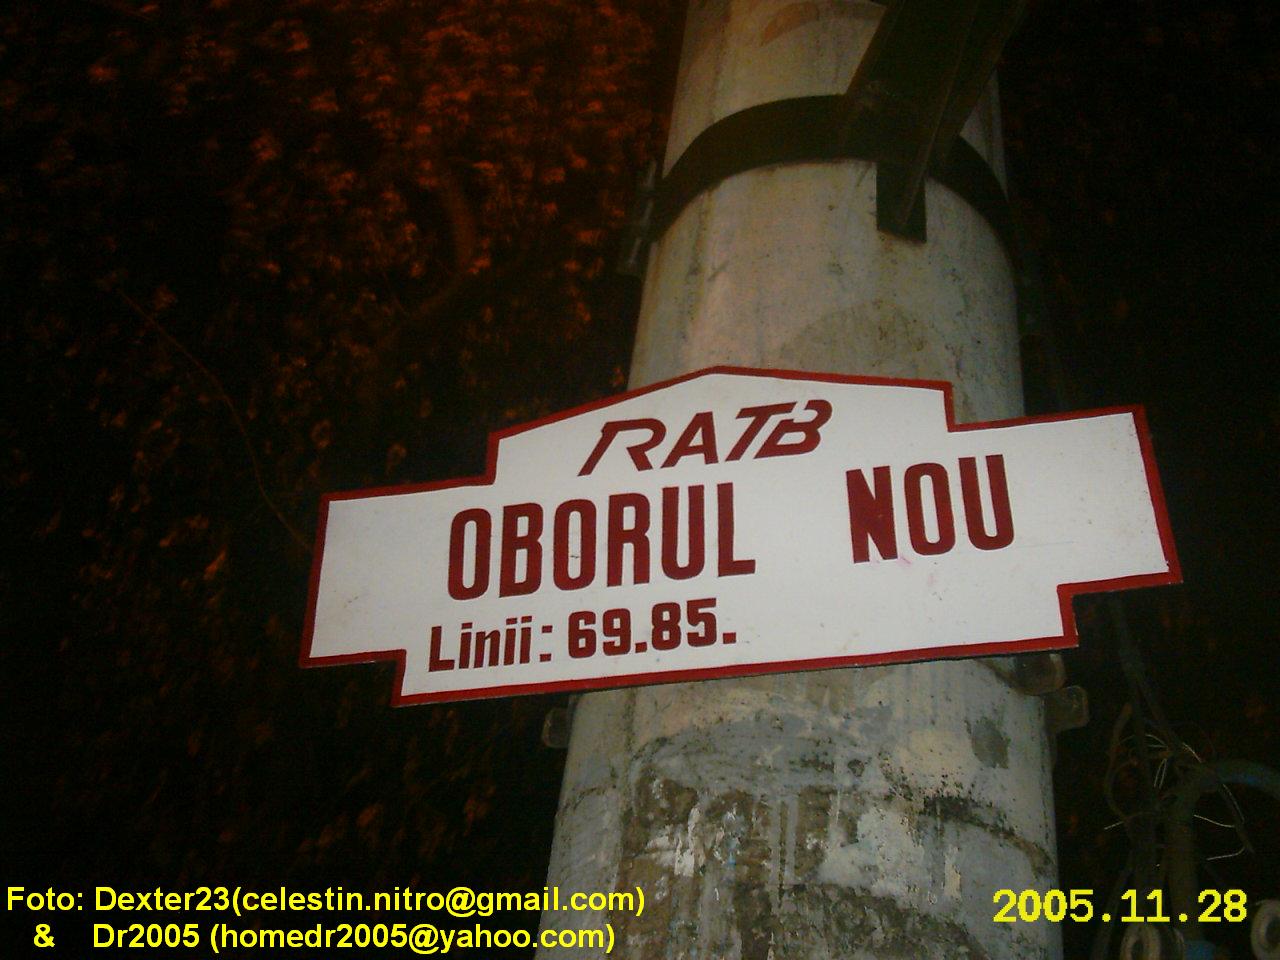 RATB
OBORUL NOU
Linii: 69.85.
Foto: Dexter23(celestin.nitro@gmail.com)
& Dr2005 (homedr2005@yahoo.com)
2005.11.28